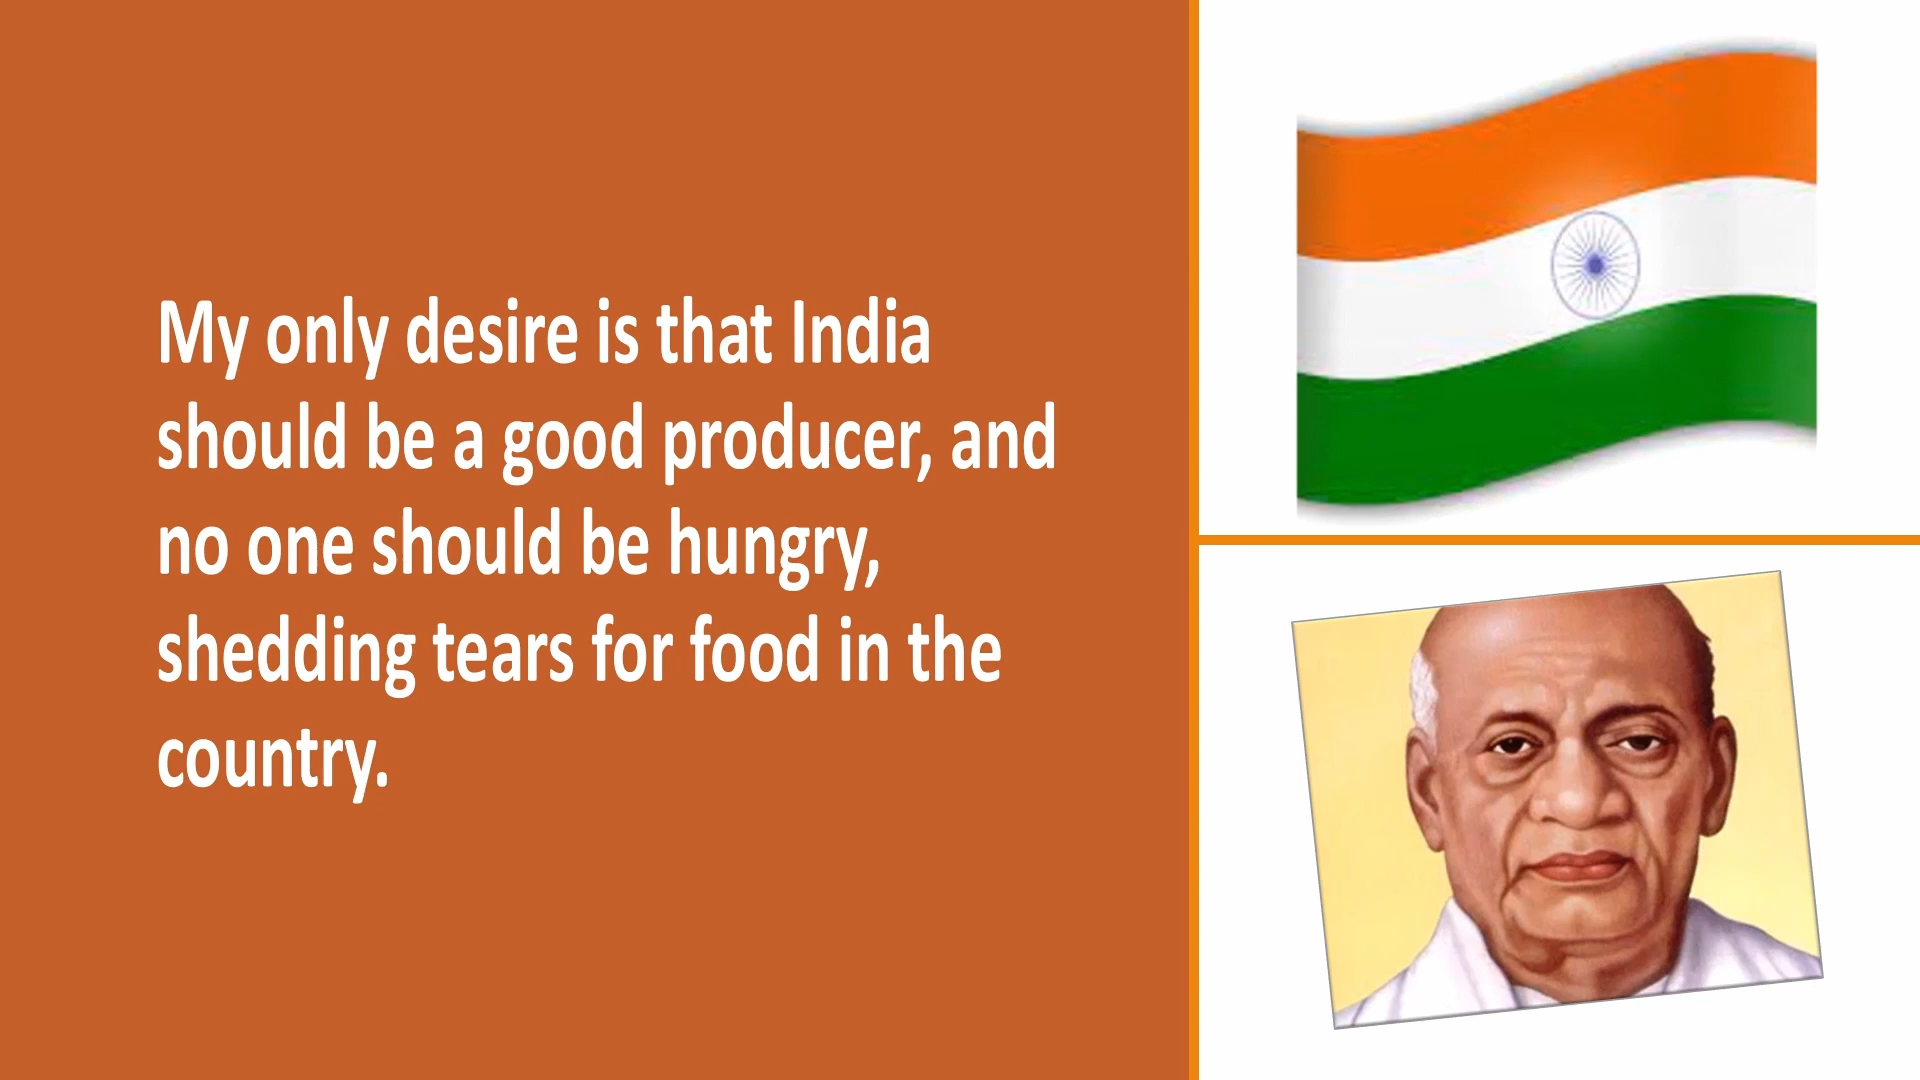 My only desire is that India
should be a good producer, and
no one should be hungry,
shedding tears for food in the
country.